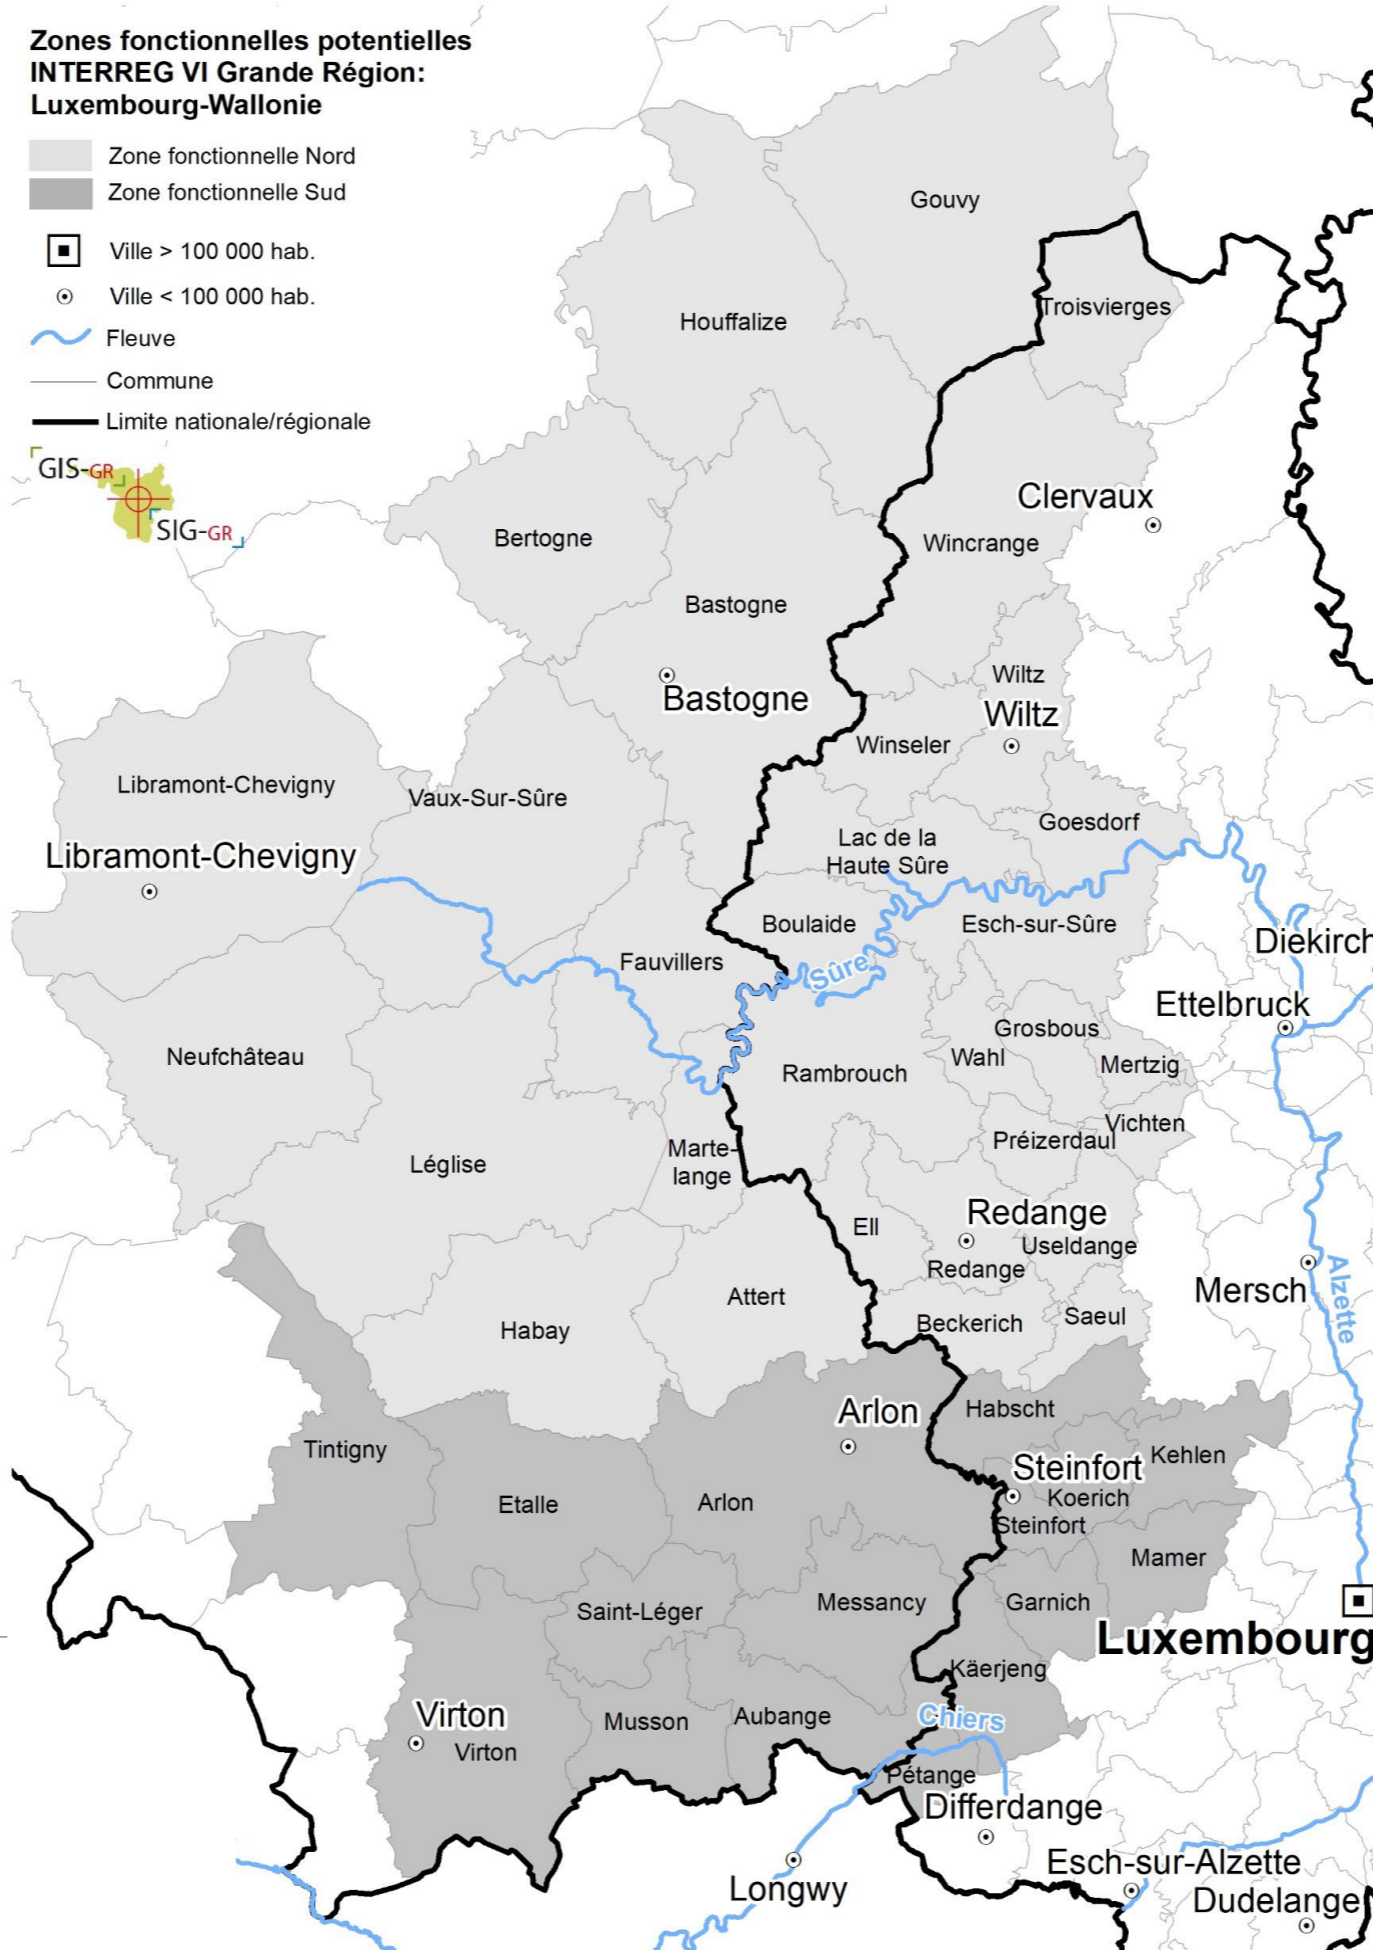 Zones fonctionnelles potentielles
INTERREG VI Grande Région:
Luxembourg-Wallonie
Zone fonctionnelle Nord
Zone fonctionnelle Sud
Ville > 100 000 hab.
Ville < 100 000 hab.
Fleuve
Commune
Limite nationale/régionale
GIS-GR
SIG-GR
Gouvy
Troisvierges
Houffalize
Clervaux
Bertogne
Wincrange
Bastogne
Wiltz
Bastogne
Wiltz
Winseler
Libramont-Chevigny
Vaux-Sur-Sûre
Goesdorf
Lac de la
Haute Sûre
Libramont-Chevigny
Boulaide
Esch-sur-Sûre
Diekirch
Fauvillers
Sûre
Ettelbruck
Grosbous
Neufchâteau
Wahl
Mertzig
Rambrouch
Vichten
Préizerdaul
Marte-
lange
Léglise
Redange
Ell
Useldange
Redange
Mersch
Alzette
Attert
Saeul
Beckerich
Habay
Arlon
Habscht
Tintigny
Kehlen
Steinfort
Koerich
Etalle
Arlon
Steinfort
Mamer
Saint-Léger
Messancy
Garnich
Luxembourg
Käerjeng
Virton
Musson
Aubange
Chiers
Virton
Pétange
Differdange
Longwy
Esch-sur-Alzette
Dudelange